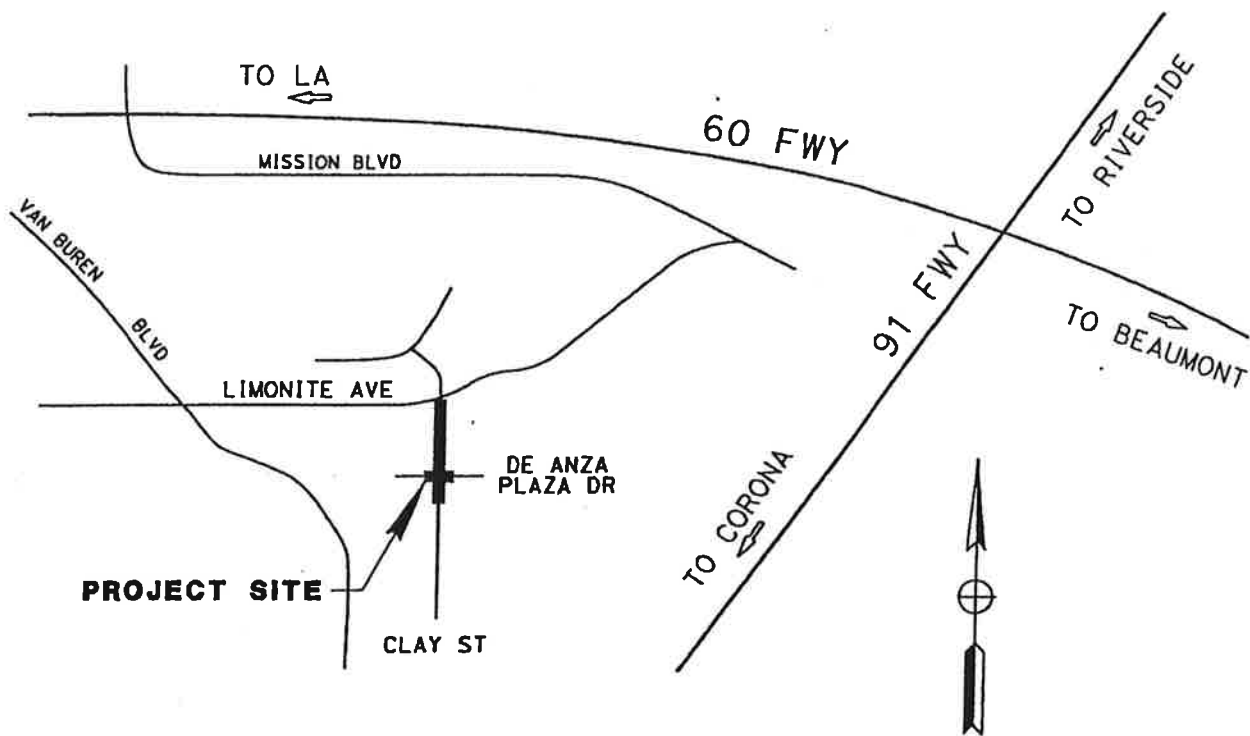 TO LA
60 FWY
MISSION BLVD
TO RIVERSIDE
VAN BUREN
BLVD
91 FWY
TO BEAUMONT
LIMONITE AVE
DE ANZA
PLAZA DR
TO CORONA
PROJECT SITE
CLAY ST